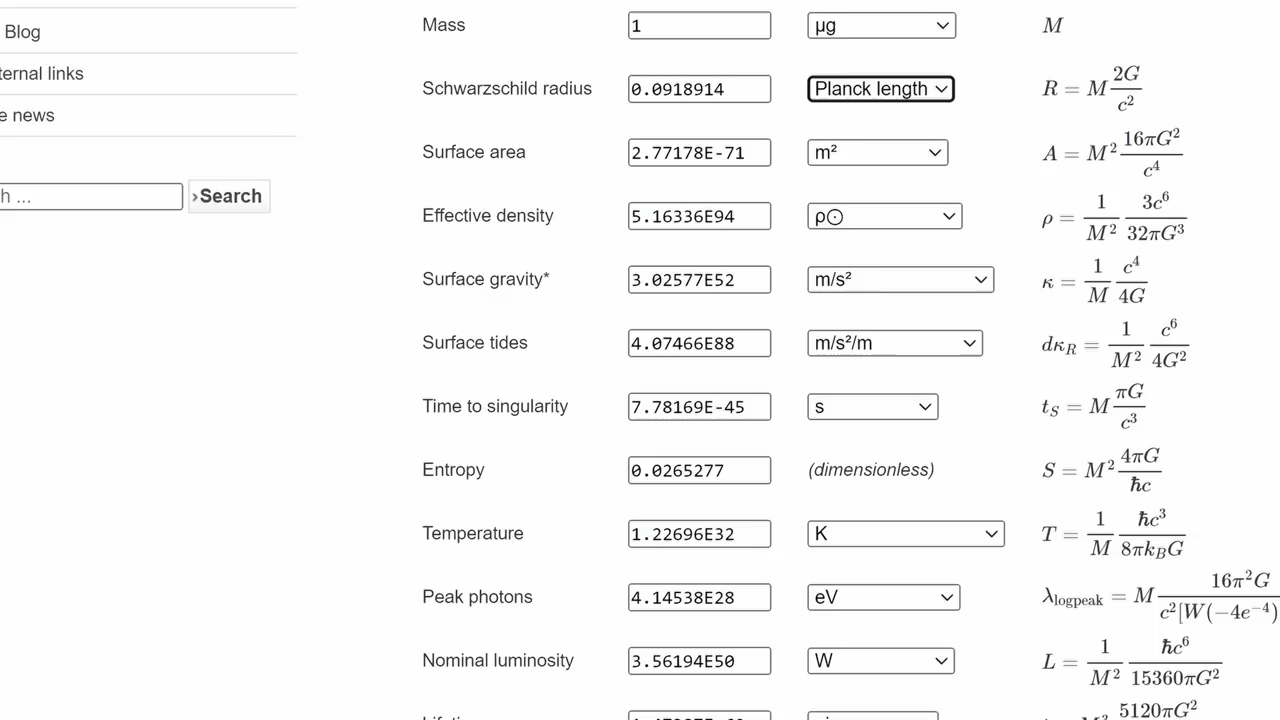 Blog
ternal links
e news
h ...
›Search
Mass 1 µg M
Schwarzschild radius 0.0918914 Planck length R = M 2G/c²
Surface area 2.77178E-71 m² A = M² 16πG²/c⁴
Effective density 5.16336E94 ρ⊙ ρ = 1/M² 3c⁶/32πG³
Surface gravity* 3.02577E52 m/s² κ = 1/M c⁴/4G
Surface tides 4.07466E88 m/s²/m dκ_R = 1/M² c⁶/4G²
Time to singularity 7.78169E-45 s t_S = M πG/c³
Entropy 0.0265277 (dimensionless) S = M² 4πG/ħc
Temperature 1.22696E32 K T = 1/M ħc³/8πk_BG
Peak photons 4.14538E28 eV λ_logpeak = M 16π²G/c²[W(−4e⁻⁴)
Nominal luminosity 3.56194E50 W L = 1/M² ħc⁶/15360πG²
5120πG²